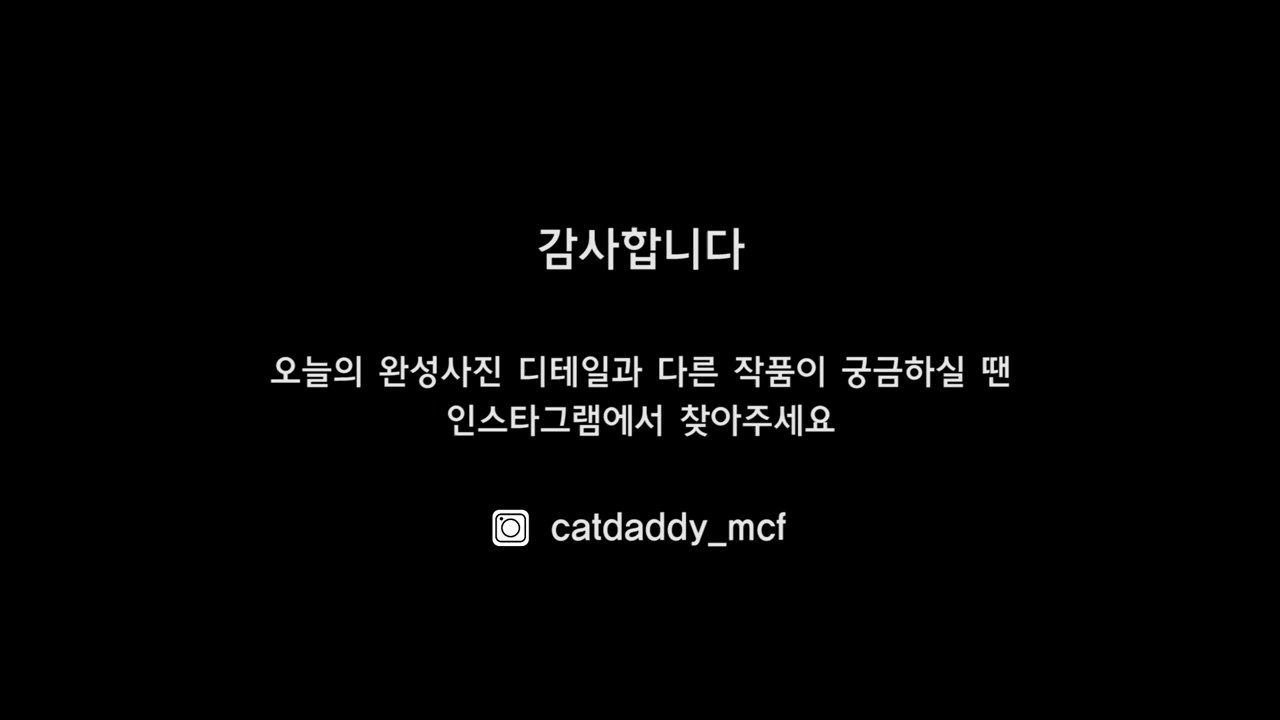 감사합니다
오늘의 완성사진 디테일과 다른 작품이 궁금하실 땐
인스타그램에서 찾아주세요
catdaddy_mcf